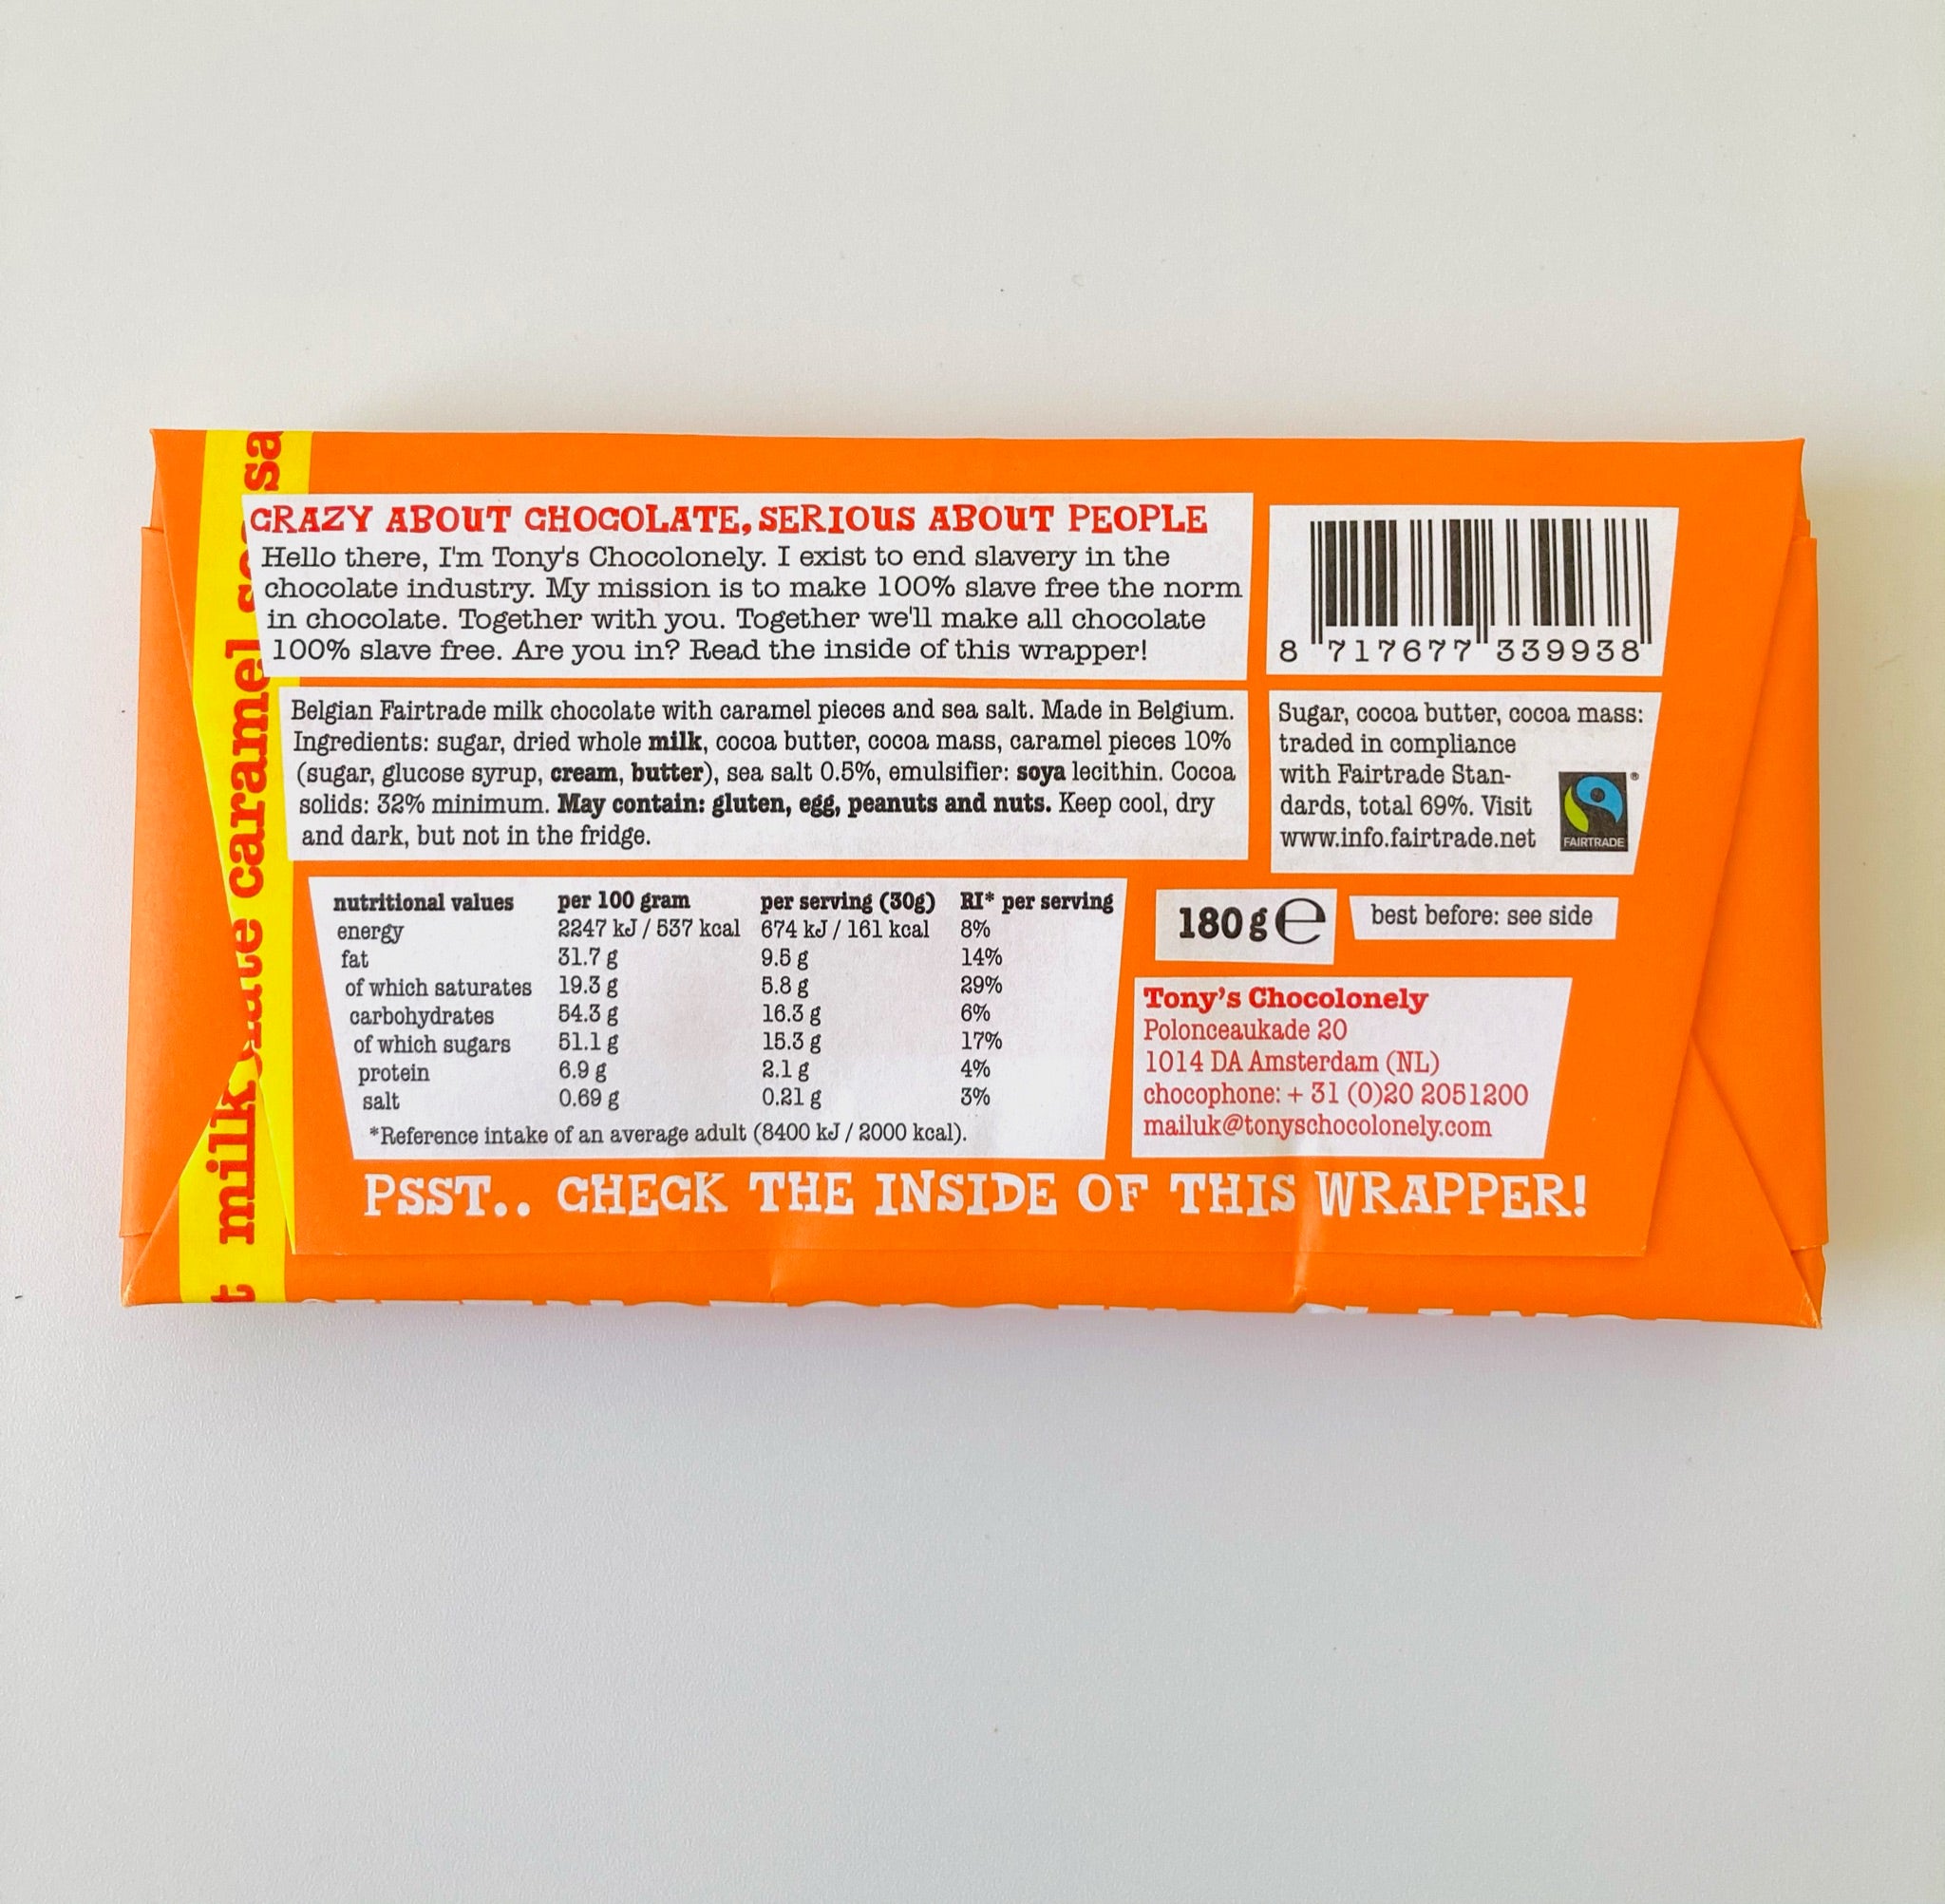 CRAZY ABOUT CHOCOLATE, SERIOUS ABOUT PEOPLE
Hello there, I'm Tony's Chocolonely. I exist to end slavery in the
chocolate industry. My mission is to make 100% slave free the norm
in chocolate. Together with you. Together we'll make all chocolate
100% slave free. Are you in? Read the inside of this wrapper!
8 717677 339938
Belgian Fairtrade milk chocolate with caramel pieces and sea salt. Made in Belgium.
Ingredients: sugar, dried whole milk, cocoa butter, cocoa mass, caramel pieces 10%
(sugar, glucose syrup, cream, butter), sea salt 0.5%, emulsifier: soya lecithin. Cocoa
solids: 32% minimum. May contain: gluten, egg, peanuts and nuts. Keep cool, dry
and dark, but not in the fridge.
Sugar, cocoa butter, cocoa mass:
traded in compliance
with Fairtrade Stan-
dards, total 69%. Visit
www.info.fairtrade.net
FAIRTRADE
®
nutritional values per 100 gram per serving (30g) RI* per serving
energy 2247 kJ / 537 kcal 674 kJ / 161 kcal 8%
fat 31.7 g 9.5 g 14%
of which saturates 19.3 g 5.8 g 29%
carbohydrates 54.3 g 16.3 g 6%
of which sugars 51.1 g 15.3 g 17%
protein 6.9 g 2.1 g 4%
salt 0.69 g 0.21 g 3%
*Reference intake of an average adult (8400 kJ / 2000 kcal).
180 g e
best before: see side
Tony's Chocolonely
Polonceaukade 20
1014 DA Amsterdam (NL)
chocophone: + 31 (0)20 2051200
mailuk@tonyschocolonely.com
PSST.. CHECK THE INSIDE OF THIS WRAPPER!
milk caramel